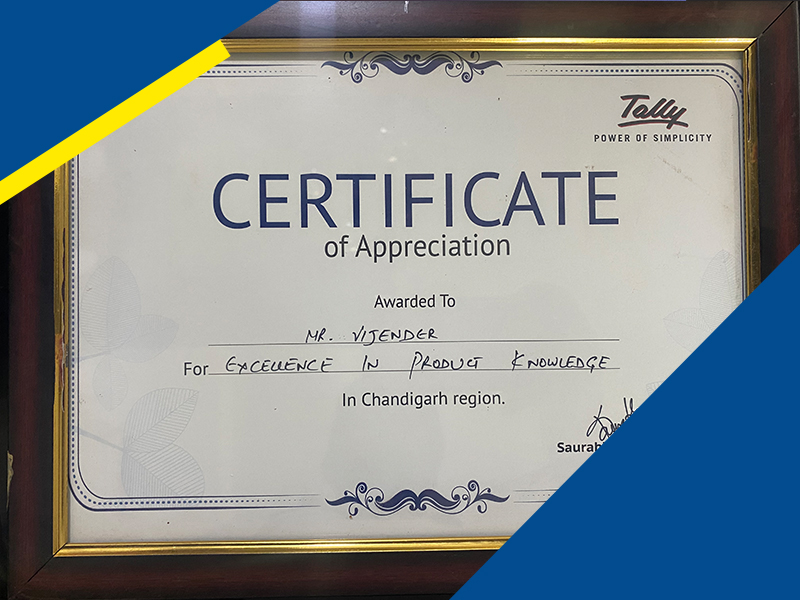 Tally
POWER OF SIMPLICITY
CERTIFICATE
of Appreciation
Awarded To
MR. VIJENDER
For EXCELLENCE IN PRODUCT KNOWLEDGE
In Chandigarh region.
Saurab